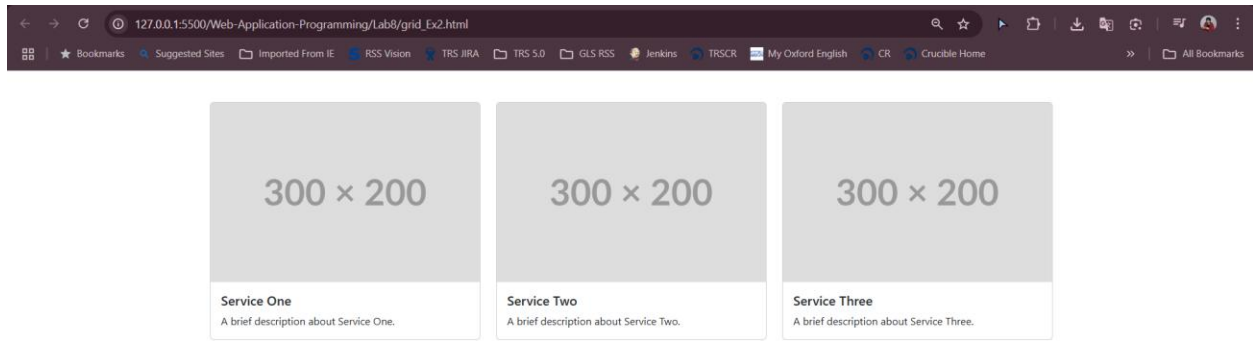 127.0.0.1:5500/Web-Application-Programming/Lab8/grid_Ex2.html
Bookmarks Suggested Sites Imported From IE RSS Vision TRS JIRA TRS 5.0 GLS RSS Jenkins TRSCR My Oxford English CR Crucible Home » All Bookmarks
300 × 200 300 × 200 300 × 200
Service One Service Two Service Three
A brief description about Service One. A brief description about Service Two. A brief description about Service Three.